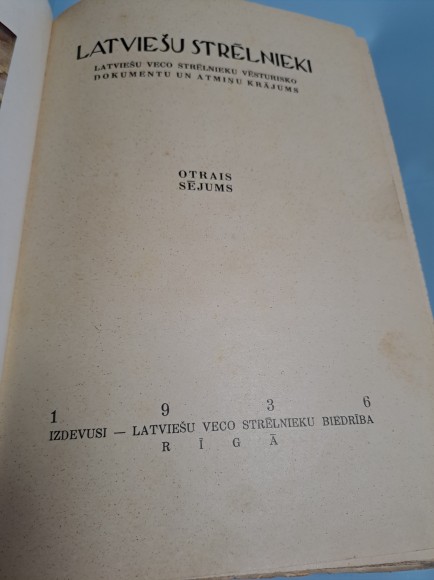 LATVIEŠU STRĒLNIEKI
LATVIEŠU VECO STRĒLNIEKU VĒSTURISKO
DOKUMENTU UN ATMIŅU KRĀJUMS
OTRAIS
SĒJUMS
1 9 3 6
IZDEVUSI — LATVIEŠU VECO STRĒLNIEKU BIEDRĪBA
RĪGĀ